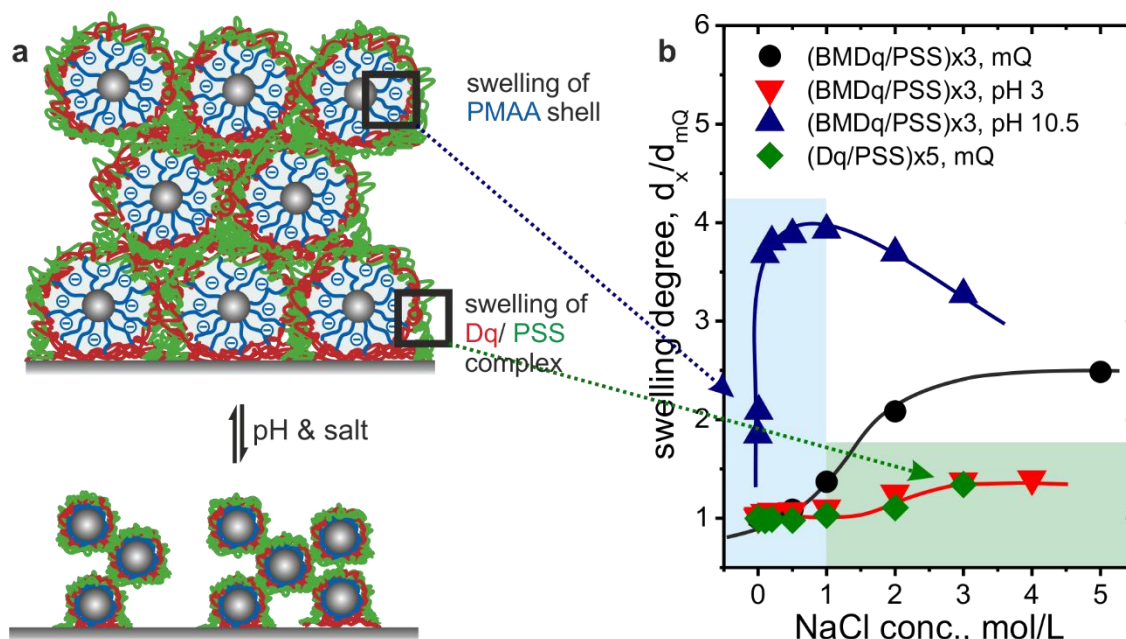 a
swelling of
PMAA shell
swelling of
Dq/ PSS
complex
pH & salt
b
(BMDq/PSS)x3, mQ
(BMDq/PSS)x3, pH 3
(BMDq/PSS)x3, pH 10.5
(Dq/PSS)x5, mQ
swelling degree, dx/dmQ
6
5
4
3
2
1
0 1 2 3 4 5
NaCl conc., mol/L